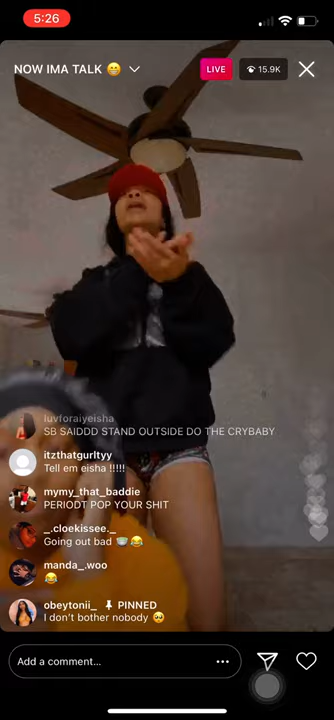 5:26
NOW IMA TALK 😁
LIVE
15.9K
luvforaiyeisha
SB SAIDDD STAND OUTSIDE DO THE CRYBABY
itzthatgurltyy
Tell em eisha !!!!!
mymy_that_baddie
PERIODT POP YOUR SHIT
_.cloekissee._
Going out bad 😂
manda_.woo
😂
obeytonii_ 📌 PINNED
I don't bother nobody 🥺
Add a comment...